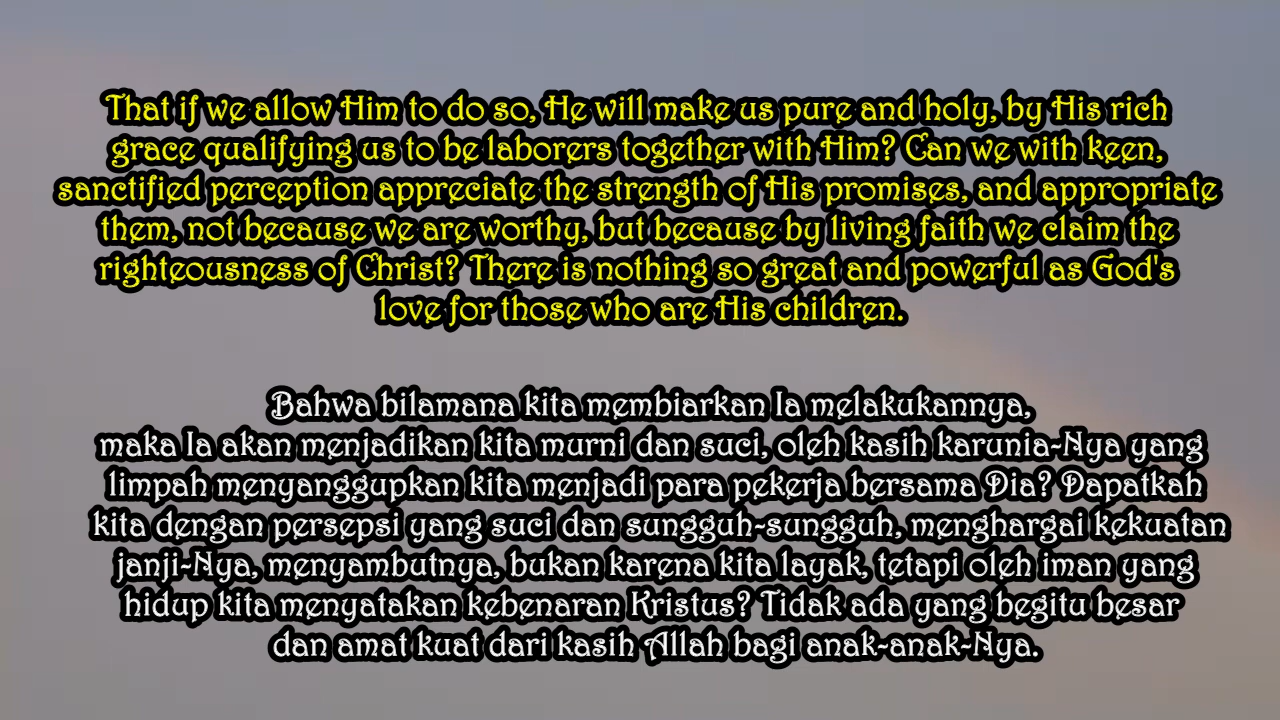 That if we allow Him to do so, He will make us pure and holy, by His rich
grace qualifying us to be laborers together with Him? Can we with keen,
sanctified perception appreciate the strength of His promises, and appropriate
them, not because we are worthy, but because by living faith we claim the
righteousness of Christ? There is nothing so great and powerful as God's
love for those who are His children.
Bahwa bilamana kita membiarkan Ia melakukannya,
maka Ia akan menjadikan kita murni dan suci, oleh kasih karunia-Nya yang
limpah menyanggupkan kita menjadi para pekerja bersama Dia? Dapatkah
kita dengan persepsi yang suci dan sungguh-sungguh, menghargai kekuatan
janji-Nya, menyambutnya, bukan karena kita layak, tetapi oleh iman yang
hidup kita menyatakan kebenaran Kristus? Tidak ada yang begitu besar
dan amat kuat dari kasih Allah bagi anak-anak-Nya.